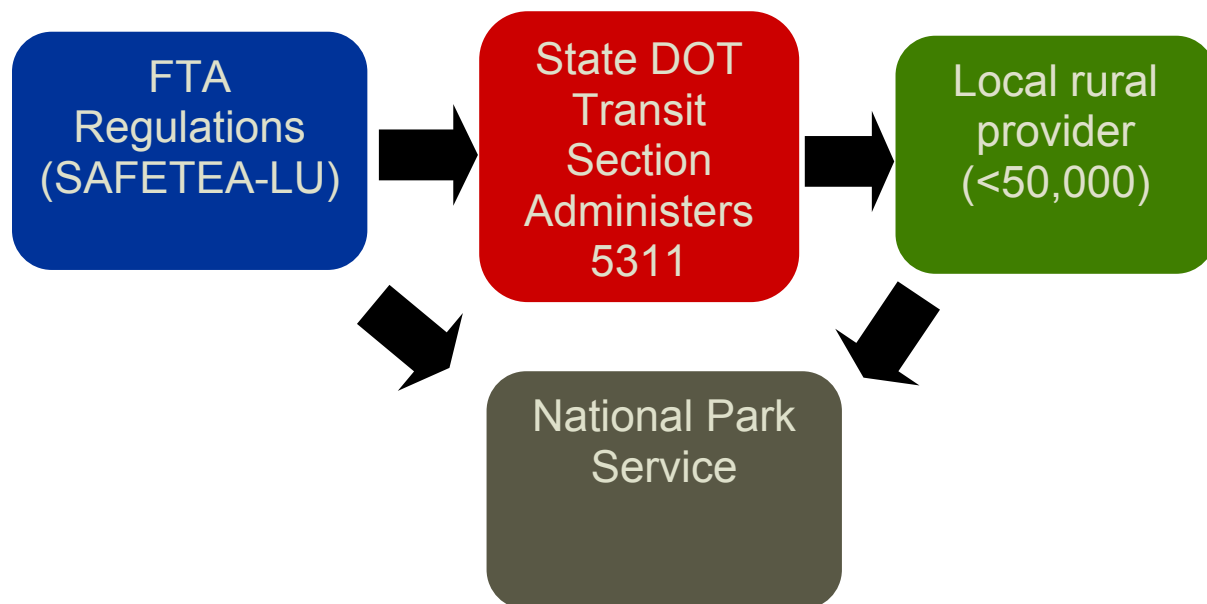 FTA
Regulations
(SAFETEA-LU)
State DOT
Transit
Section
Administers
5311
Local rural
provider
(<50,000)
National Park
Service